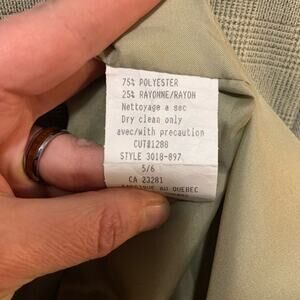 75% POLYESTER
25% RAYONNE/RAYON
Nettoyage a sec
Dry clean only
avec/with precaution
CUT#1288
STYLE 3018-897
5/6
CA 23281
FABRIQUE AU QUEBEC